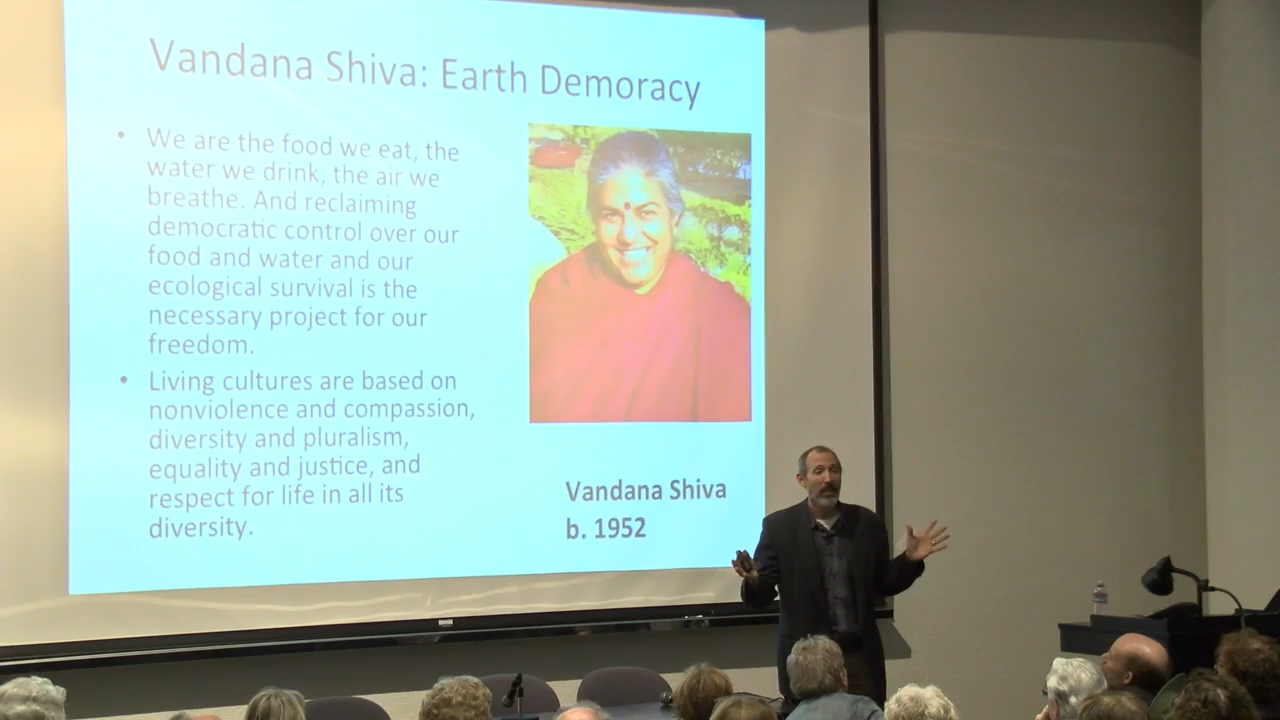 Vandana Shiva: Earth Demoracy
• We are the food we eat, the
water we drink, the air we
breathe. And reclaiming
democratic control over our
food and water and our
ecological survival is the
necessary project for our
freedom.
• Living cultures are based on
nonviolence and compassion,
diversity and pluralism,
equality and justice, and
respect for life in all its
diversity.
Vandana Shiva
b. 1952